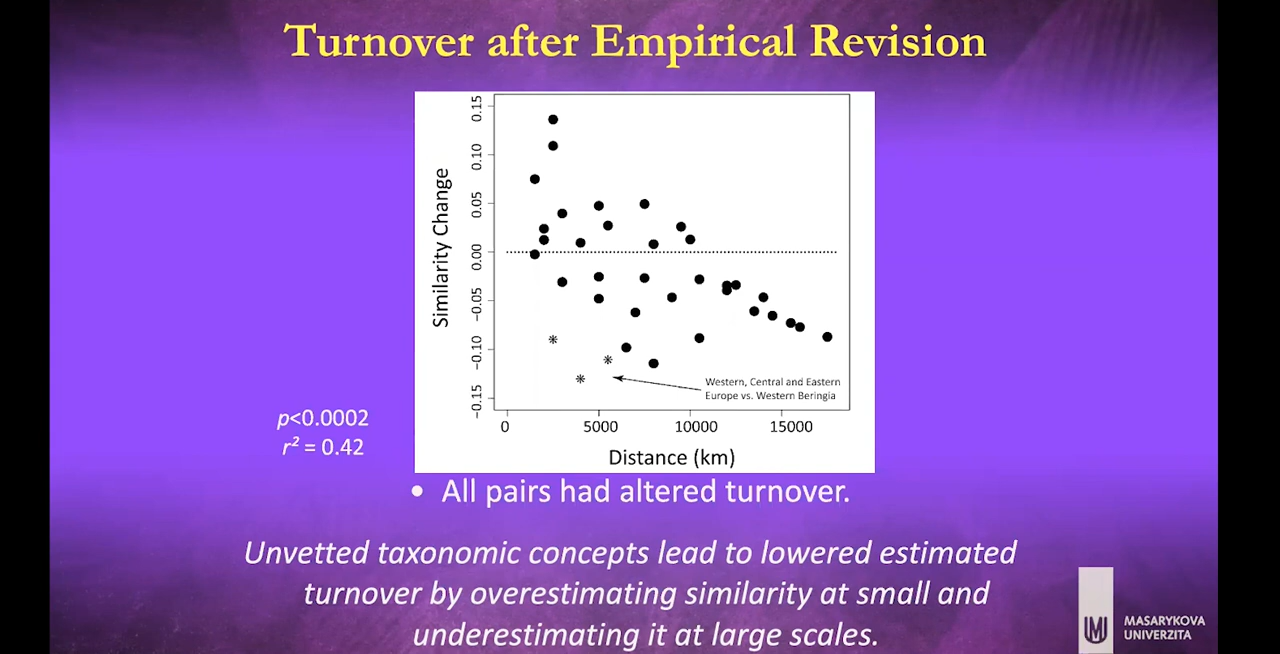 Turnover after Empirical Revision
0.15
0.10
0.05
0.00
−0.05
−0.10
−0.15
Similarity Change
Western, Central and Eastern
Europe vs. Western Beringia
0 5000 10000 15000
Distance (km)
p<0.0002
r² = 0.42
• All pairs had altered turnover.
Unvetted taxonomic concepts lead to lowered estimated
turnover by overestimating similarity at small and
underestimating it at large scales.
MASARYKOVA
UNIVERZITA